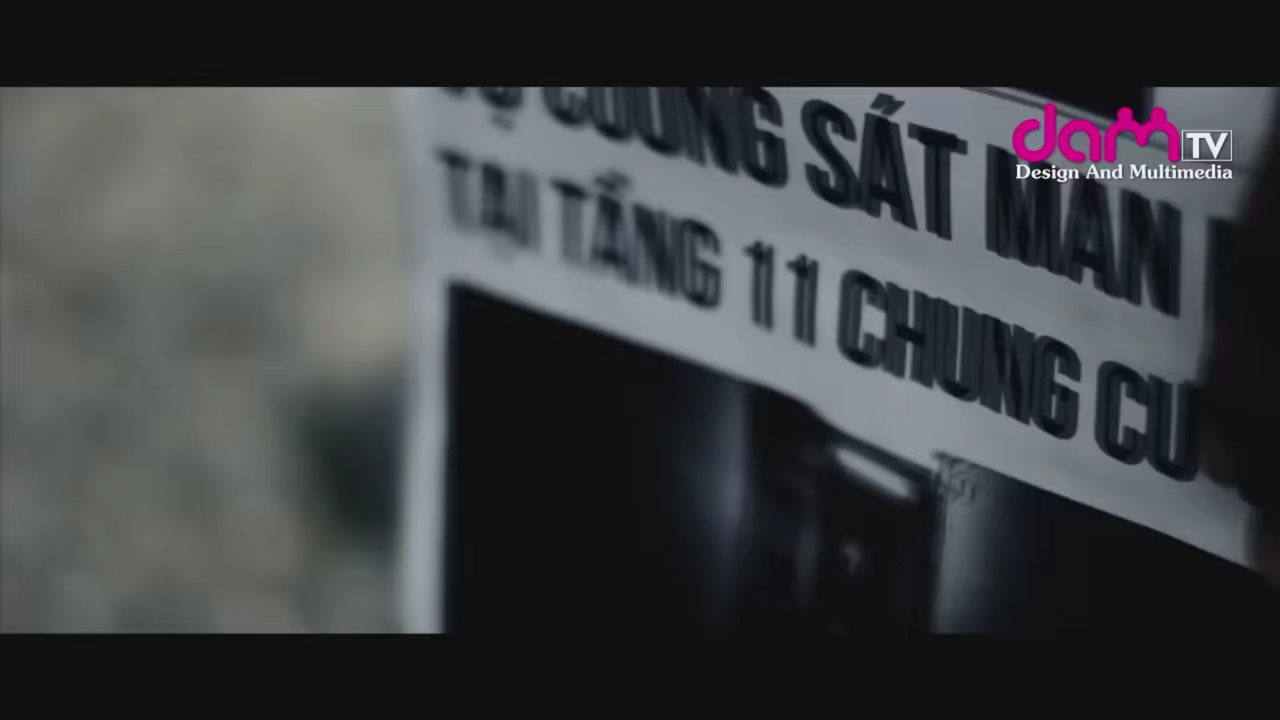 SÁT MAN
TẠI TẦNG 11 CHUNG CƯ
dam TV
Design And Multimedia